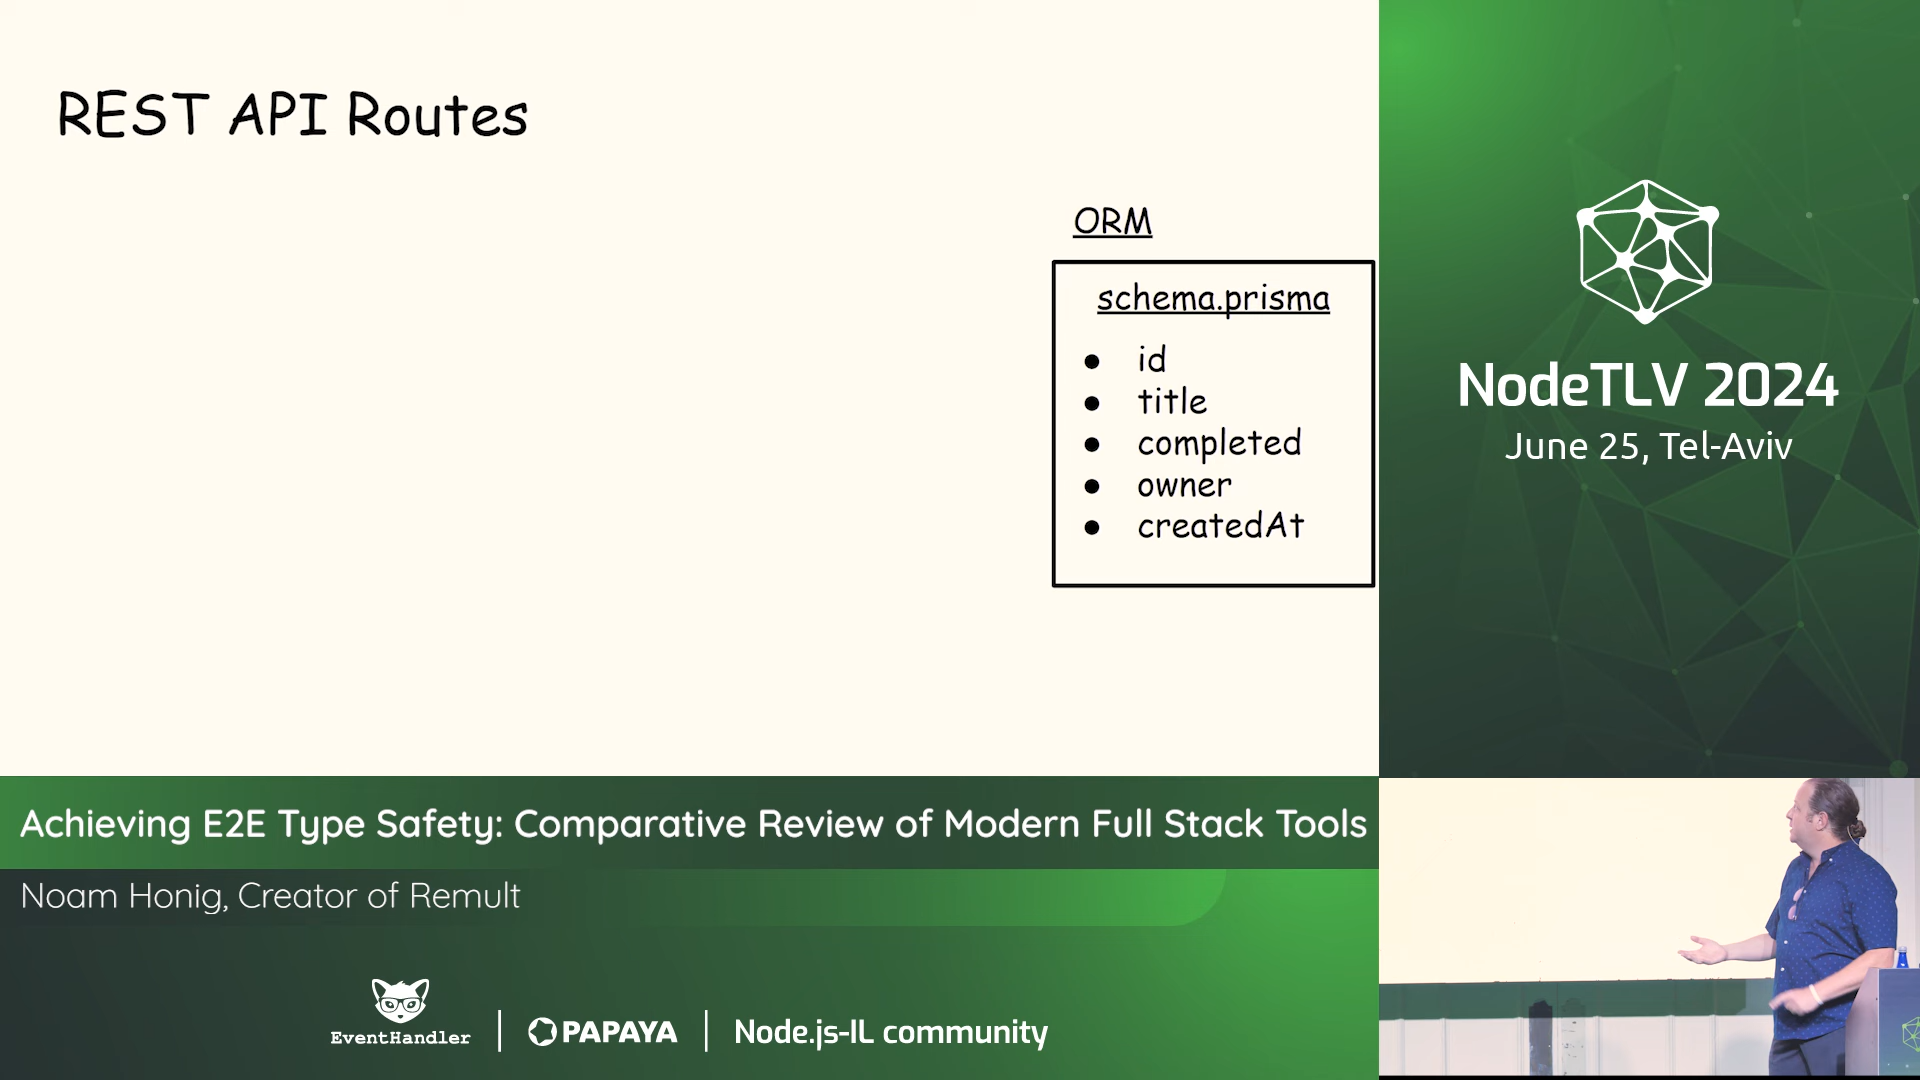 REST API Routes
ORM
schema.prisma
● id
● title
● completed
● owner
● createdAt
NodeTLV 2024
June 25, Tel-Aviv
Achieving E2E Type Safety: Comparative Review of Modern Full Stack Tools
Noam Honig, Creator of Remult
EventHandler
PAPAYA
Node.js-IL community